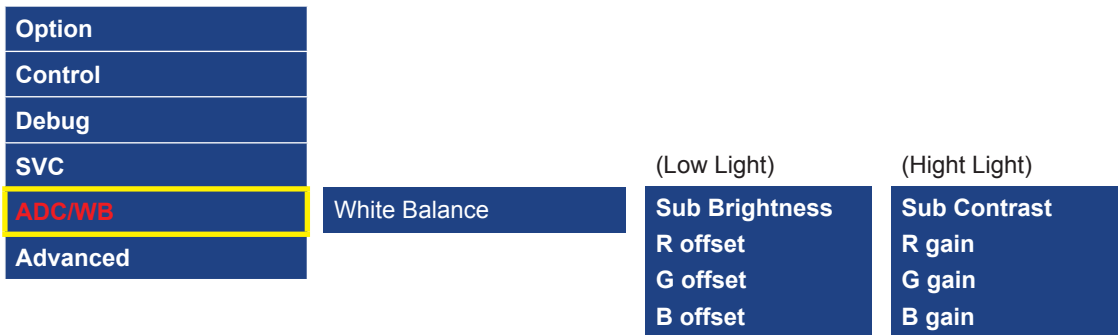 Option
Control
Debug
SVC
ADC/WB
Advanced
White Balance
(Low Light)
Sub Brightness
R offset
G offset
B offset
(Hight Light)
Sub Contrast
R gain
G gain
B gain